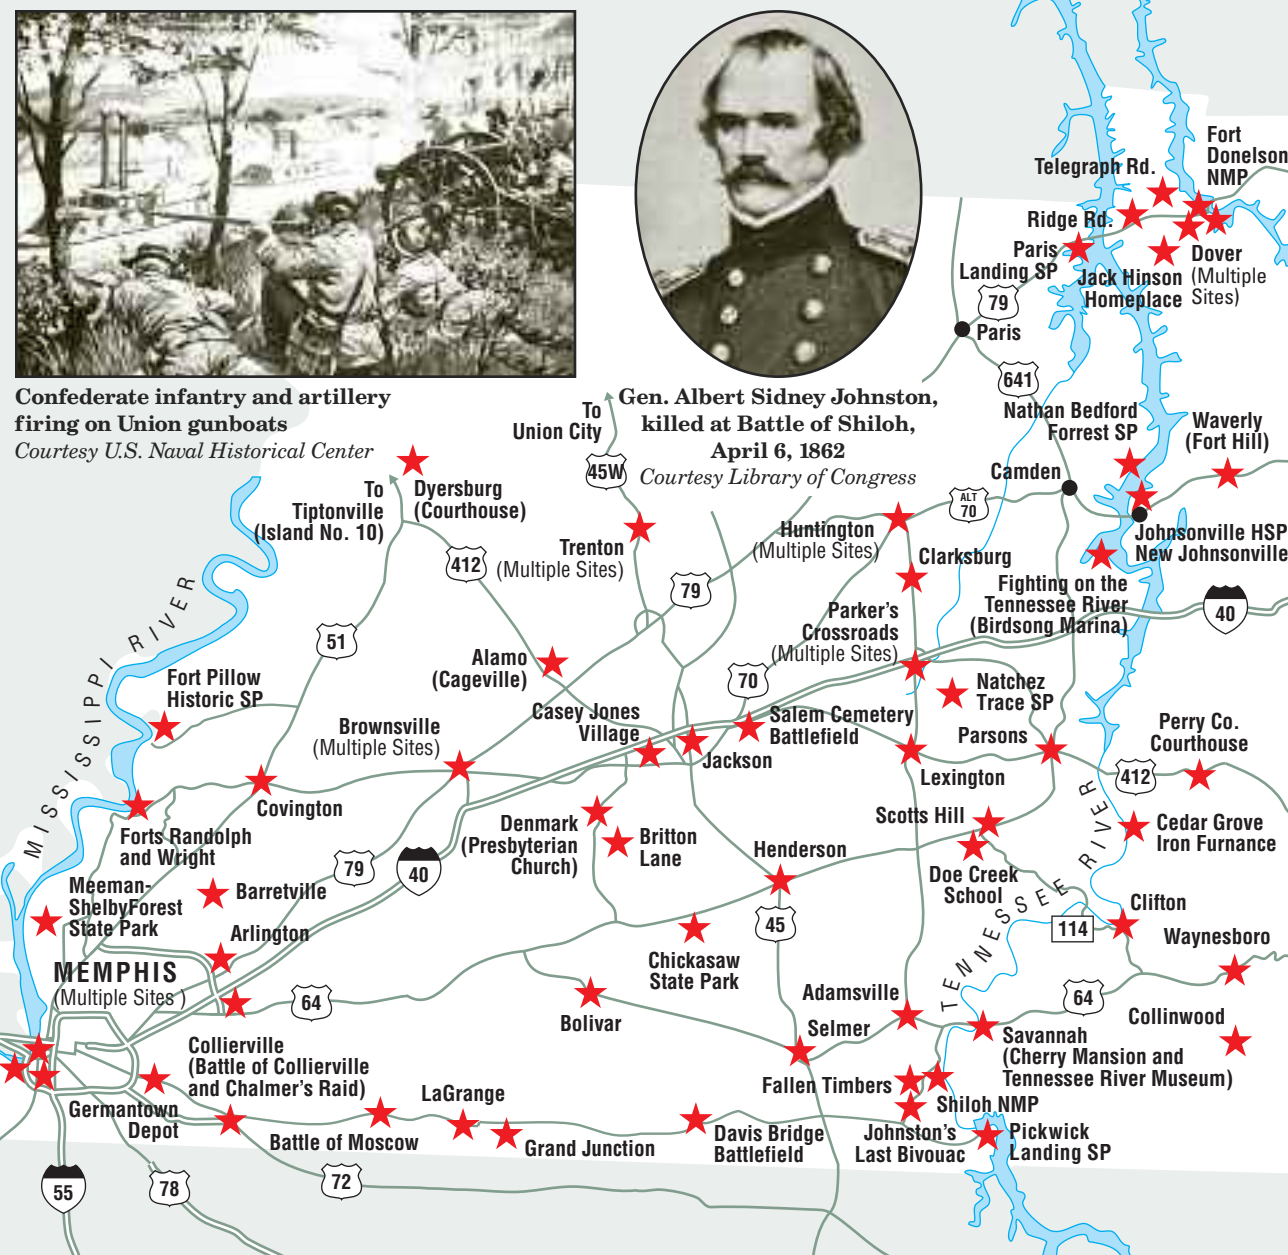 Confederate infantry and artillery
firing on Union gunboats
Courtesy U.S. Naval Historical Center
Gen. Albert Sidney Johnston,
killed at Battle of Shiloh,
April 6, 1862
Courtesy Library of Congress
Fort
Donelson
NMP
Telegraph Rd.
Ridge Rd.
Paris
Landing SP
Jack Hinson
Homeplace
Dover
(Multiple
Sites)
79
Paris
641
Nathan Bedford
Forrest SP
Waverly
(Fort Hill)
Camden
ALT
70
Johnsonville HSP
New Johnsonville
To
Union City
45W
To
Tiptonville
(Island No. 10)
Dyersburg
(Courthouse)
412
Trenton
(Multiple Sites)
Huntington
(Multiple Sites)
Clarksburg
79
Fighting on the
Tennessee River
(Birdsong Marina)
40
Parker's
Crossroads
(Multiple Sites)
51
MISSISSIPPI RIVER
Alamo
(Cageville)
Fort Pillow
Historic SP
70
Natchez
Trace SP
Brownsville
(Multiple Sites)
Casey Jones
Village
Salem Cemetery
Battlefield
Parsons
Perry Co.
Courthouse
Jackson
Lexington
412
Covington
Forts Randolph
and Wright
Denmark
(Presbyterian
Church)
Britton
Lane
Scotts Hill
Cedar Grove
Iron Furnance
Henderson
Doe Creek
School
79
40
Meeman-
ShelbyForest
State Park
Barretville
Arlington
45
TENNESSEE RIVER
114
Clifton
Waynesboro
MEMPHIS
(Multiple Sites )
64
Chickasaw
State Park
Bolivar
Adamsville
Selmer
64
Collinwood
Savannah
(Cherry Mansion and
Tennessee River Museum)
Collierville
(Battle of Collierville
and Chalmer's Raid)
Fallen Timbers
Germantown
Depot
LaGrange
Shiloh NMP
Battle of Moscow
Grand Junction
Davis Bridge
Battlefield
Johnston's
Last Bivouac
Pickwick
Landing SP
55
78
72